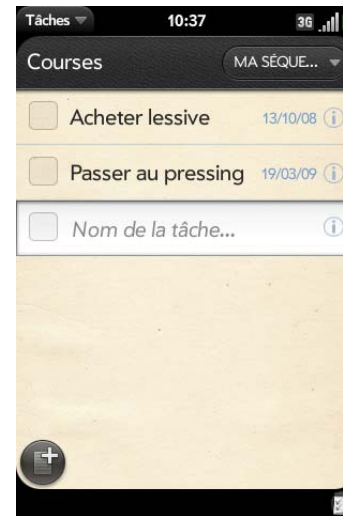 Tâches 10:37 3G
Courses MA SÉQUE...
Acheter lessive 13/10/08
Passer au pressing 19/03/09
Nom de la tâche...